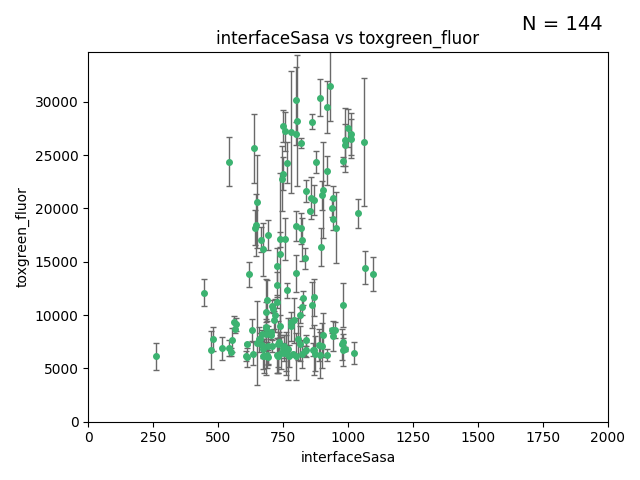 N = 144
interfaceSasa vs toxgreen_fluor
30000
25000
20000
15000
10000
5000
0
toxgreen_fluor
0 250 500 750 1000 1250 1500 1750 2000
interfaceSasa